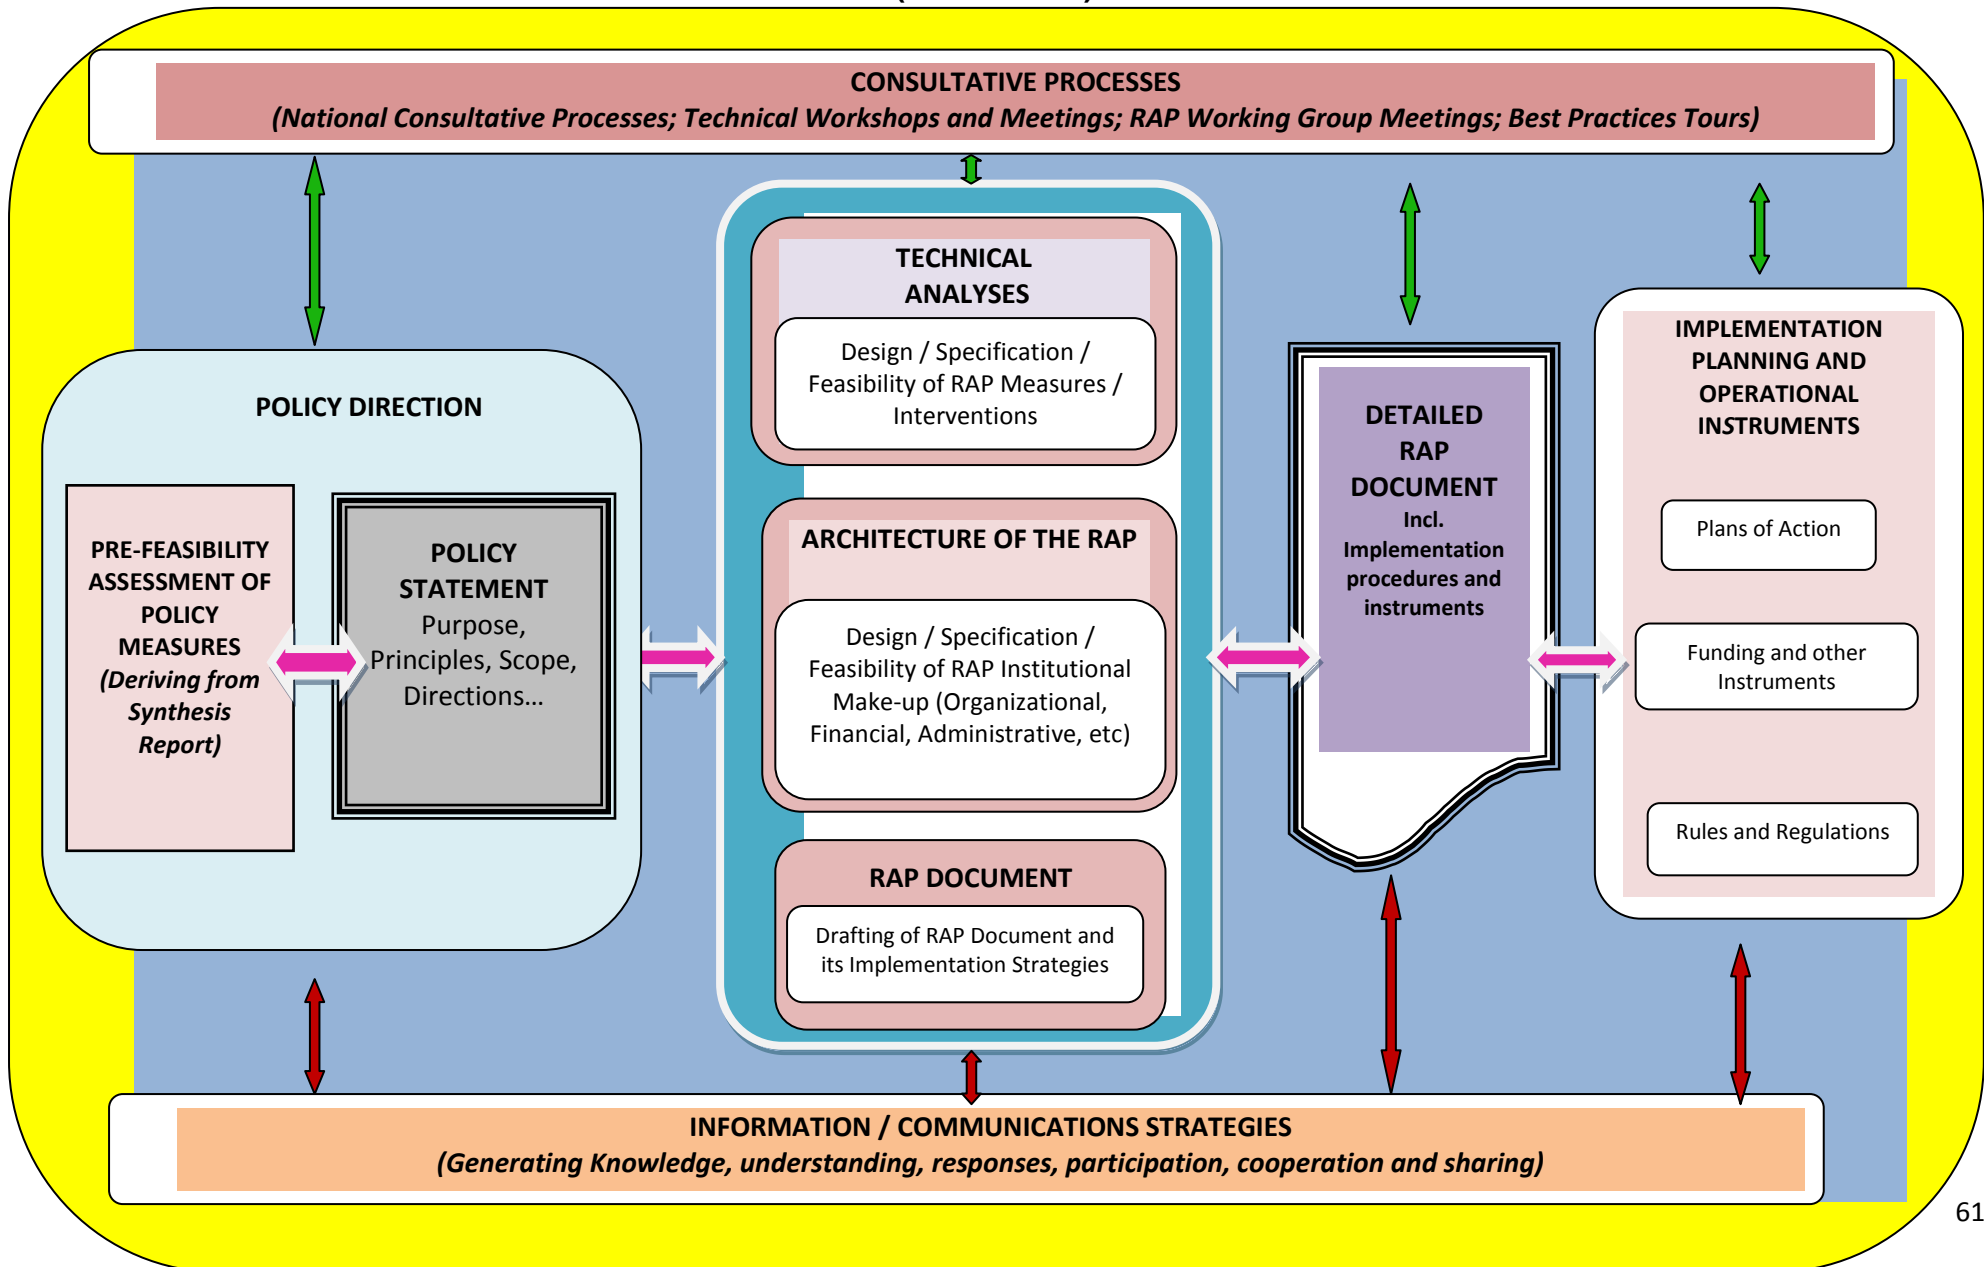 CONSULTATIVE PROCESSES
(National Consultative Processes; Technical Workshops and Meetings; RAP Working Group Meetings; Best Practices Tours)
POLICY DIRECTION
PRE-FEASIBILITY
ASSESSMENT OF
POLICY
MEASURES
(Deriving from
Synthesis
Report)
POLICY
STATEMENT
Purpose,
Principles, Scope,
Directions...
TECHNICAL
ANALYSES
Design / Specification /
Feasibility of RAP Measures /
Interventions
ARCHITECTURE OF THE RAP
Design / Specification /
Feasibility of RAP Institutional
Make-up (Organizational,
Financial, Administrative, etc)
RAP DOCUMENT
Drafting of RAP Document and
its Implementation Strategies
DETAILED
RAP
DOCUMENT
Incl.
Implementation
procedures and
instruments
IMPLEMENTATION
PLANNING AND
OPERATIONAL
INSTRUMENTS
Plans of Action
Funding and other
Instruments
Rules and Regulations
INFORMATION / COMMUNICATIONS STRATEGIES
(Generating Knowledge, understanding, responses, participation, cooperation and sharing)
61